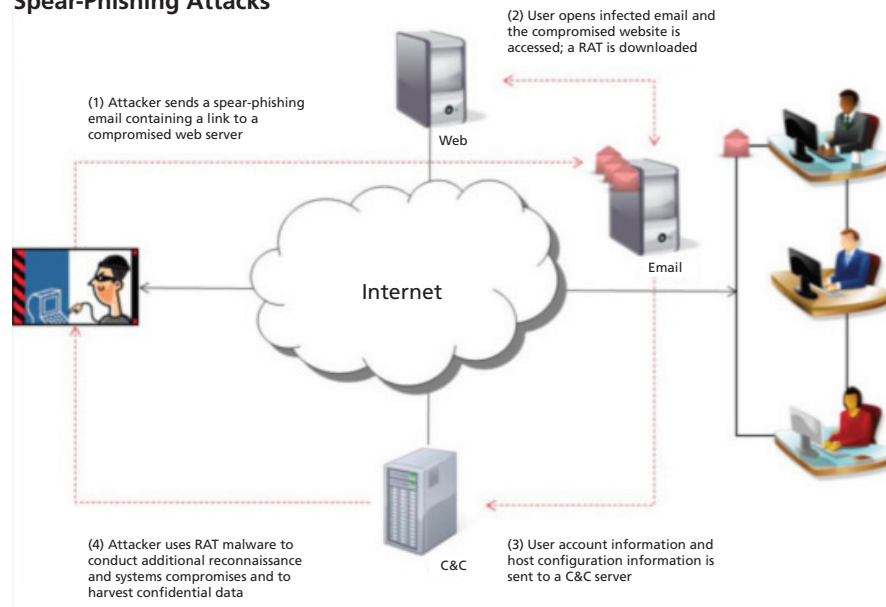 Spear-Phishing Attacks
(2) User opens infected email and
the compromised website is
accessed; a RAT is downloaded
(1) Attacker sends a spear-phishing
email containing a link to a
compromised web server
Web
Email
Internet
(4) Attacker uses RAT malware to
conduct additional reconnaissance
and systems compromises and to
harvest confidential data
C&C
(3) User account information and
host configuration information is
sent to a C&C server